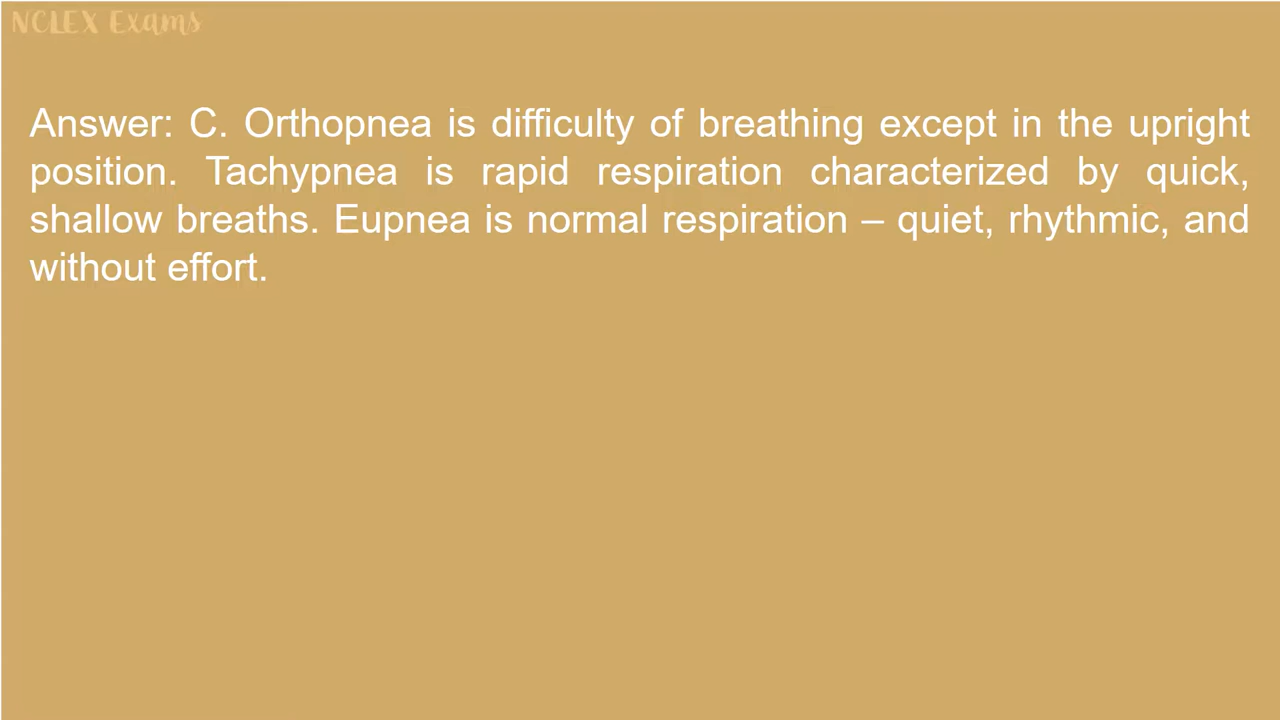 NCLEX Exams
Answer: C. Orthopnea is difficulty of breathing except in the upright
position. Tachypnea is rapid respiration characterized by quick,
shallow breaths. Eupnea is normal respiration – quiet, rhythmic, and
without effort.